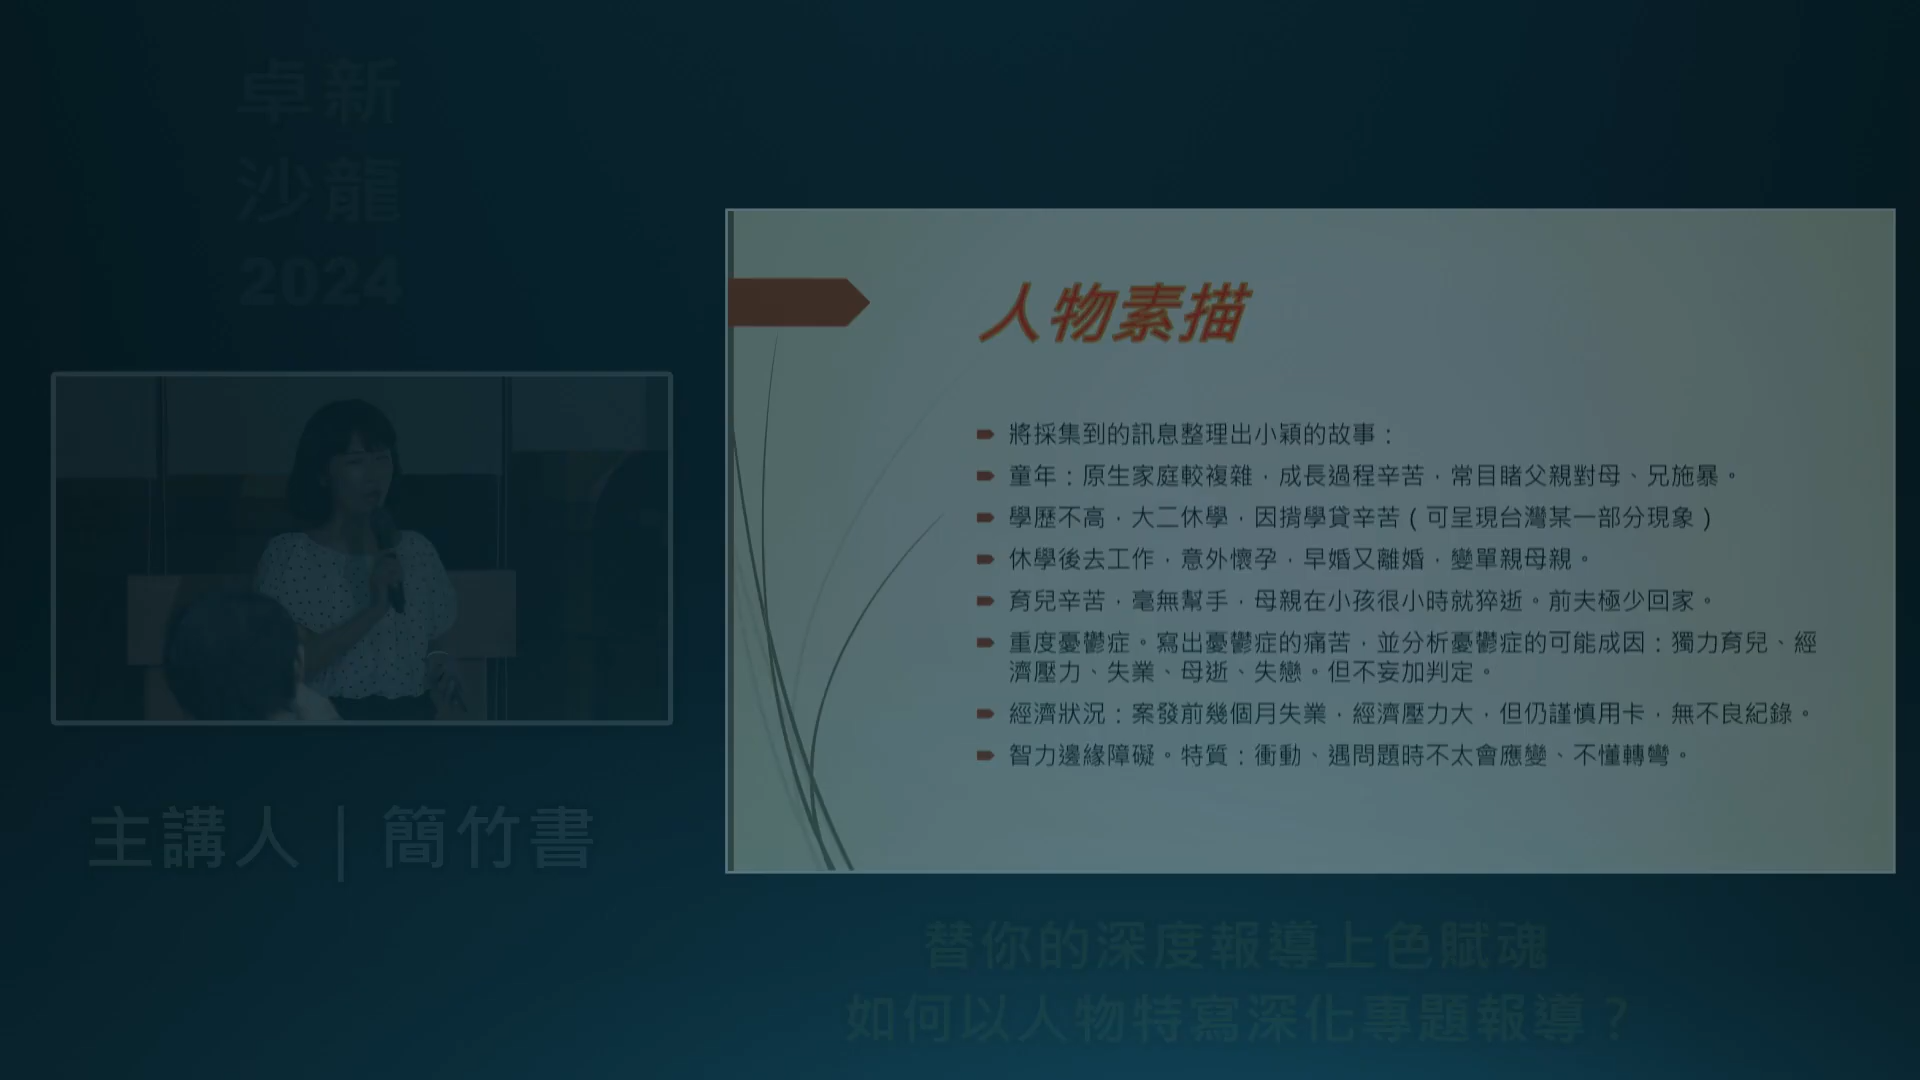 卓新
沙龍
2024
人物素描
將採集到的訊息整理出小穎的故事：
童年：原生家庭較複雜，成長過程辛苦，常目睹父親對母、兄施暴。
學歷不高，大二休學，因揹學貸辛苦（可呈現台灣某一部分現象）
休學後去工作，意外懷孕，早婚又離婚，變單親母親。
育兒辛苦，毫無幫手，母親在小孩很小時就猝逝。前夫極少回家。
重度憂鬱症。寫出憂鬱症的痛苦，並分析憂鬱症的可能成因：獨力育兒、經
濟壓力、失業、母逝、失戀。但不妄加判定。
經濟狀況：案發前幾個月失業，經濟壓力大，但仍謹慎用卡，無不良紀錄。
智力邊緣障礙。特質：衝動、遇問題時不太會應變、不懂轉彎。
主講人｜簡竹書
替你的深度報導上色賦魂
如何以人物特寫深化專題報導？